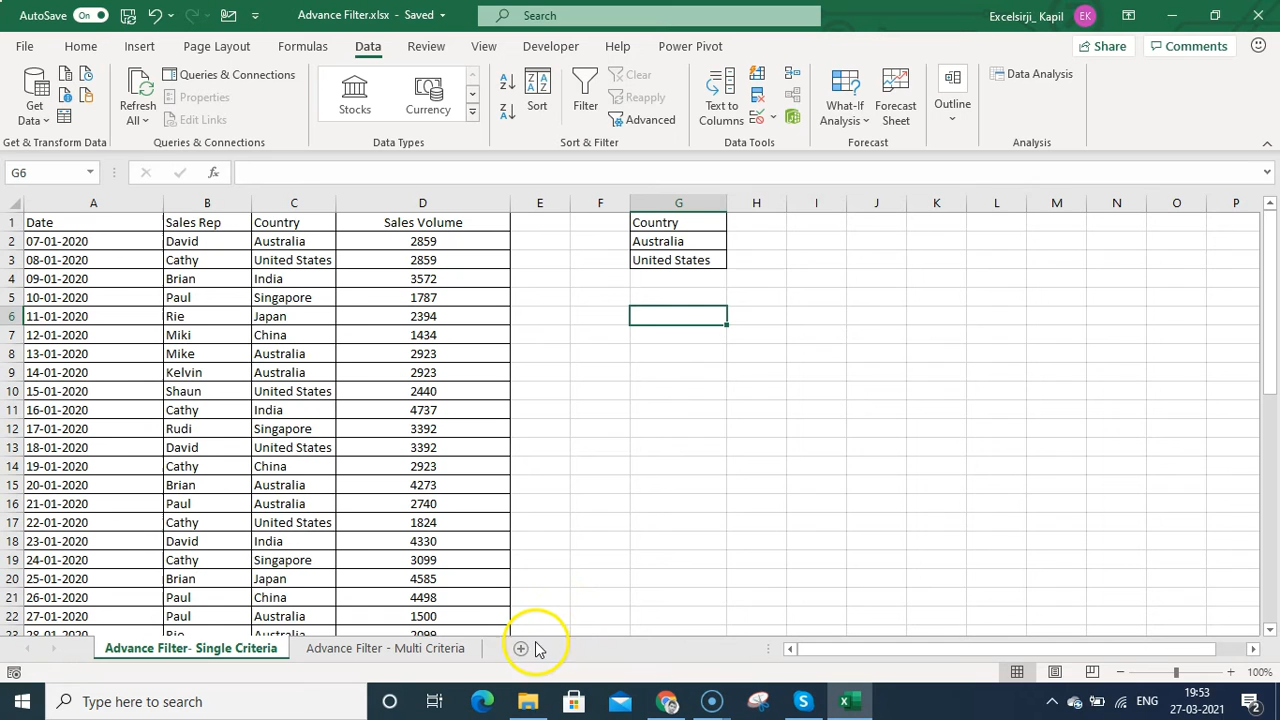 AutoSave On Advance Filter.xlsx - Saved Search Excelsirji_ Kapil EK
File Home Insert Page Layout Formulas Data Review View Developer Help Power Pivot Share Comments
Get Data Refresh All Queries & Connections Properties Edit Links Stocks Currency Sort Filter Clear Reapply Advanced Text to Columns What-If Analysis Forecast Sheet Outline Data Analysis
Get & Transform Data Queries & Connections Data Types Sort & Filter Data Tools Forecast Analysis
G6 fx
A B C D E F G H I J K L M N O P
1 Date Sales Rep Country Sales Volume Country
2 07-01-2020 David Australia 2859 Australia
3 08-01-2020 Cathy United States 2859 United States
4 09-01-2020 Brian India 3572
5 10-01-2020 Paul Singapore 1787
6 11-01-2020 Rie Japan 2394
7 12-01-2020 Miki China 1434
8 13-01-2020 Mike Australia 2923
9 14-01-2020 Kelvin Australia 2923
10 15-01-2020 Shaun United States 2440
11 16-01-2020 Cathy India 4737
12 17-01-2020 Rudi Singapore 3392
13 18-01-2020 David United States 3392
14 19-01-2020 Cathy China 2923
15 20-01-2020 Brian Australia 4273
16 21-01-2020 Paul Australia 2740
17 22-01-2020 Cathy United States 1824
18 23-01-2020 David India 4330
19 24-01-2020 Cathy Singapore 3099
20 25-01-2020 Brian Japan 4585
21 26-01-2020 Paul China 4498
22 27-01-2020 Paul Australia 1500
23 28-01-2020 Rie Australia 2099
Advance Filter- Single Criteria Advance Filter - Multi Criteria
100%
Type here to search ENG 19:53
27-03-2021 2